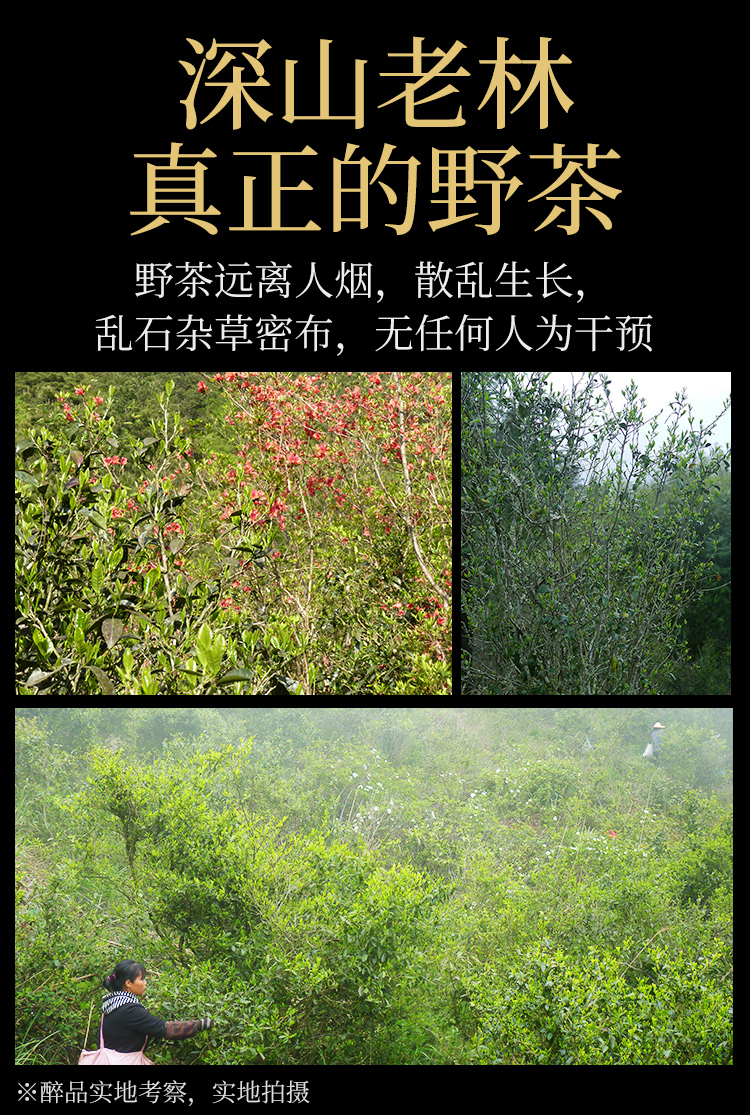 深山老林
真正的野茶
野茶远离人烟，散乱生长，
乱石杂草密布，无任何人为干预
※醉品实地考察，实地拍摄